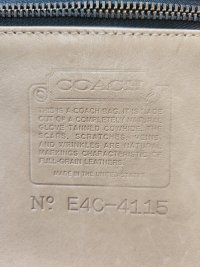 COACH
THIS IS A COACH BAG. IT IS MADE
OUT OF A COMPLETELY NATURAL
GLOVE TANNED COWHIDE. THE
SCARS, SCRATCHES, VEINS
AND WRINKLES, ARE NATURAL
MARKINGS CHARACTERISTIC OF
FULL-GRAIN LEATHERS.
MADE IN THE UNITED STATES
Nº E4C-4115